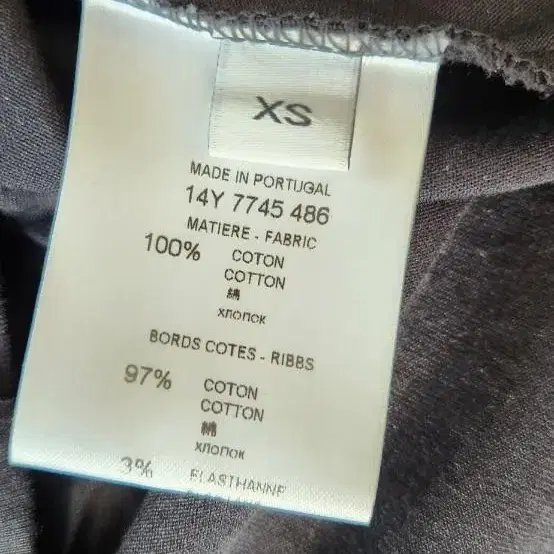 XS
MADE IN PORTUGAL
14Y 7745 486
MATIERE - FABRIC
100% COTON
COTTON
綿
хлопок
BORDS COTES - RIBBS
97% COTON
COTTON
綿
хлопок
3% ELASTHANNE